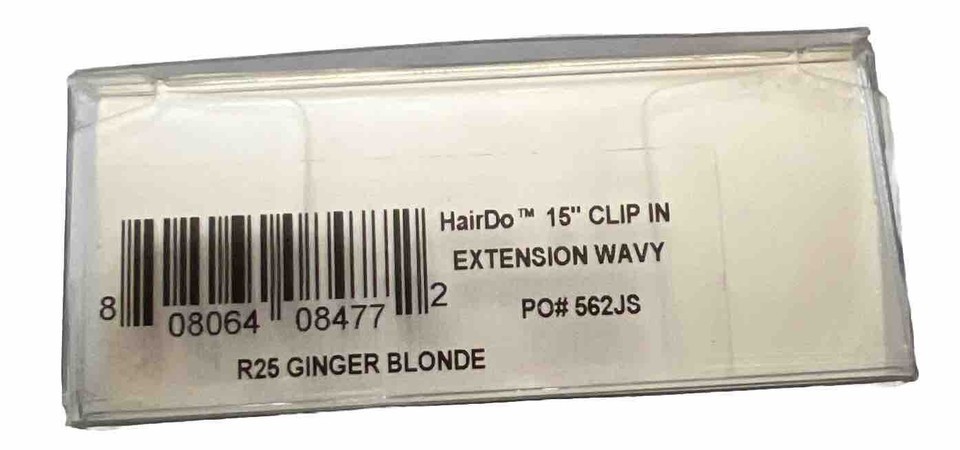 HairDo™ 15" CLIP IN
EXTENSION WAVY
PO# 562JS
8 08064 08477 2
R25 GINGER BLONDE